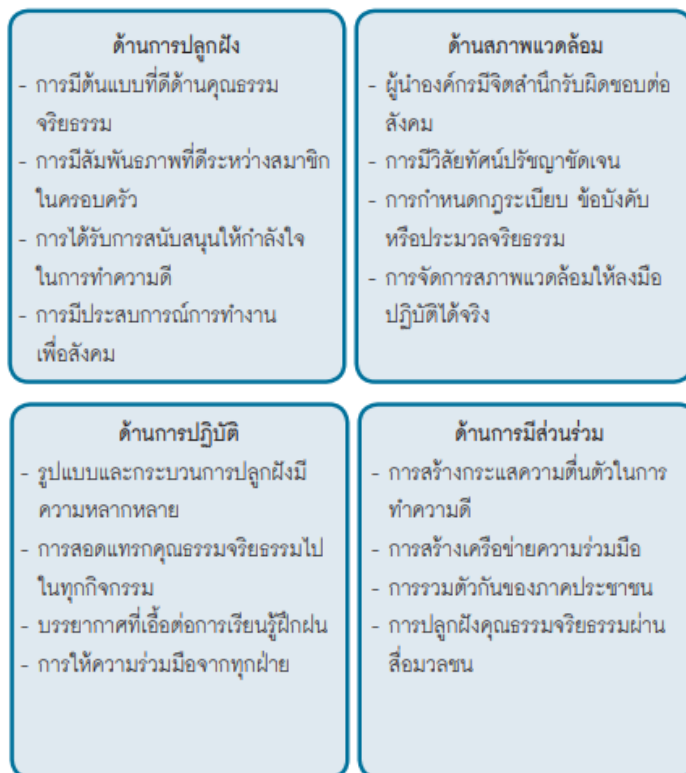 ด้านการปลูกฝัง
- การมีต้นแบบที่ดีด้านคุณธรรม
จริยธรรม
- การมีสัมพันธภาพที่ดีระหว่างสมาชิก
ในครอบครัว
- การได้รับการสนับสนุนให้กำลังใจ
ในการทำความดี
- การมีประสบการณ์การทำงาน
เพื่อสังคม
ด้านสภาพแวดล้อม
- ผู้นำองค์กรมีจิตสำนึกรับผิดชอบต่อ
สังคม
- การมีวิสัยทัศน์ปรัชญาชัดเจน
- การกำหนดกฎระเบียบ ข้อบังคับ
หรือประมวลจริยธรรม
- การจัดการสภาพแวดล้อมให้ลงมือ
ปฏิบัติได้จริง
ด้านการปฏิบัติ
- รูปแบบและกระบวนการปลูกฝังมี
ความหลากหลาย
- การสอดแทรกคุณธรรมจริยธรรมไป
ในทุกกิจกรรม
- บรรยากาศที่เอื้อต่อการเรียนรู้ฝึกฝน
- การให้ความร่วมมือจากทุกฝ่าย
ด้านการมีส่วนร่วม
- การสร้างกระแสความตื่นตัวในการ
ทำความดี
- การสร้างเครือข่ายความร่วมมือ
- การรวมตัวกันของภาคประชาชน
- การปลูกฝังคุณธรรมจริยธรรมผ่าน
สื่อมวลชน